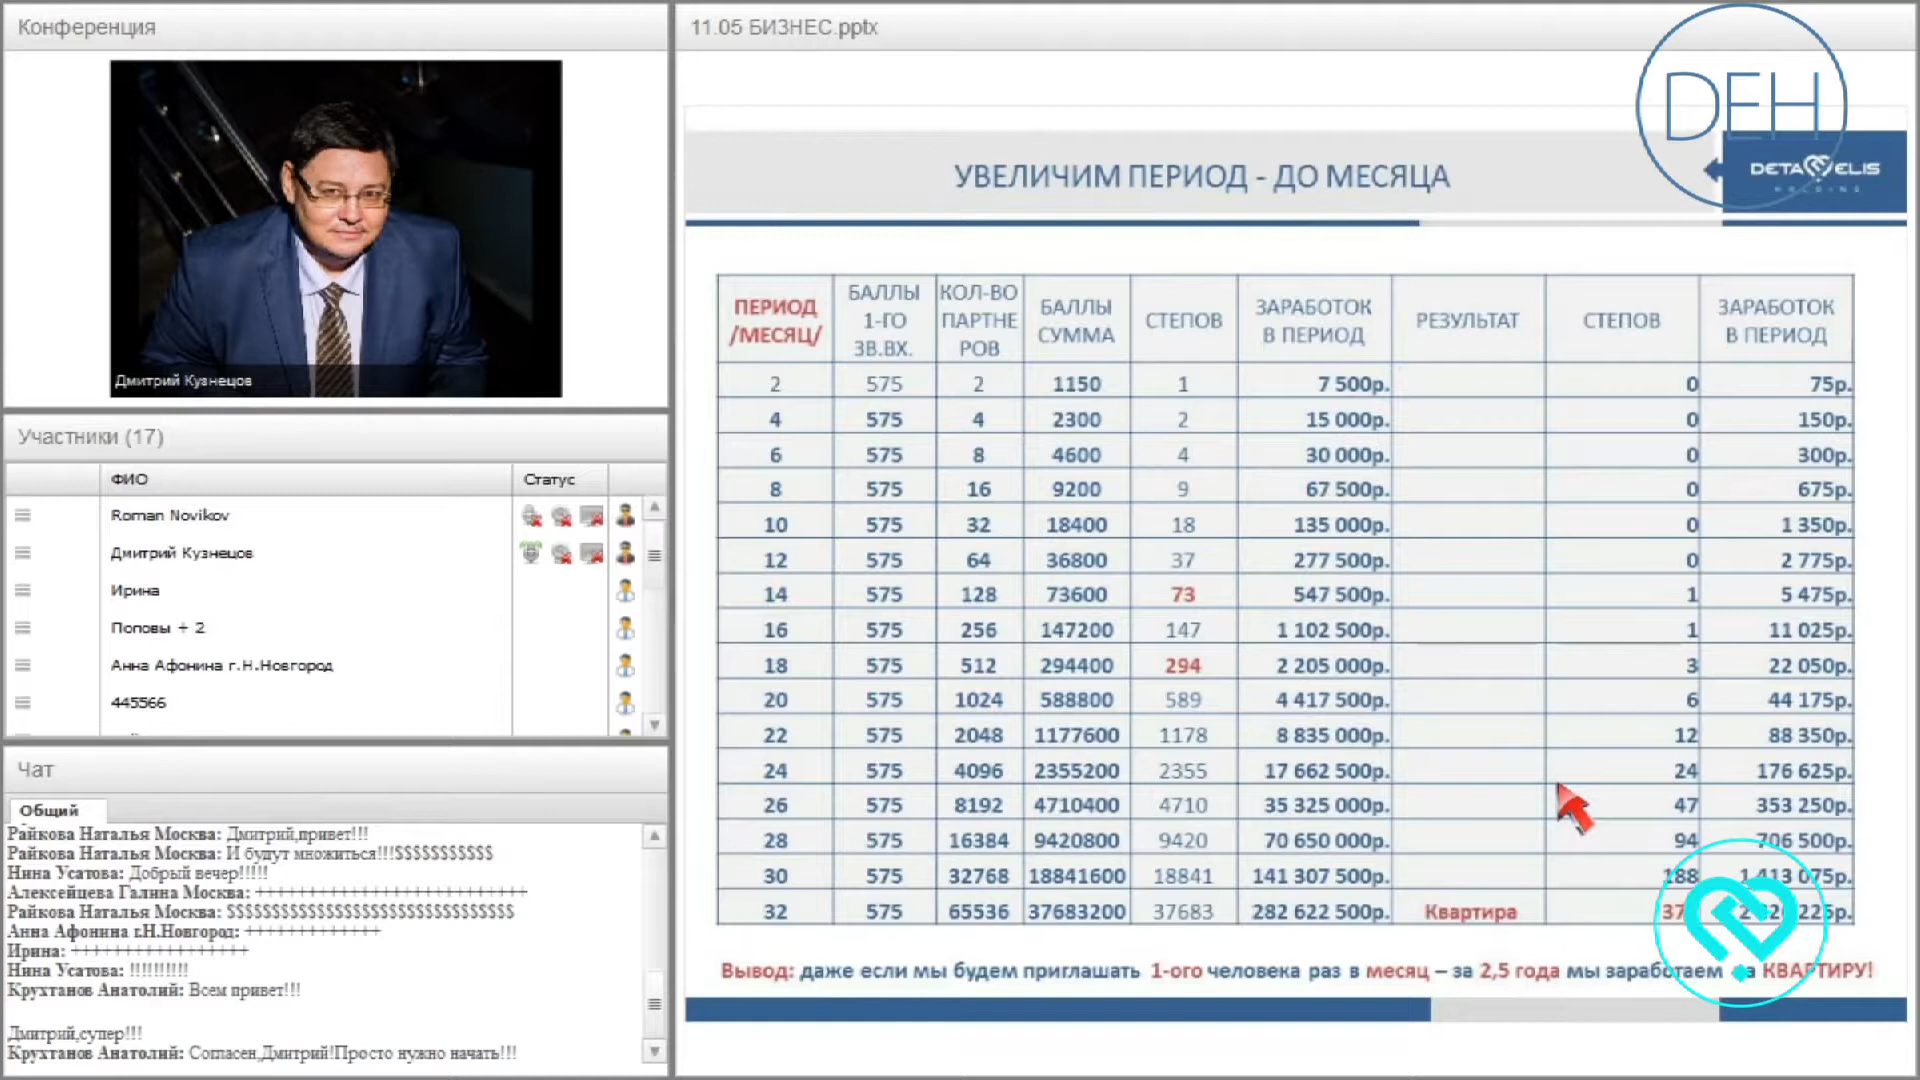 Конференция
Дмитрий Кузнецов
Участники (17)
ФИО Статус
Roman Novikov
Дмитрий Кузнецов
Ирина
Поповы + 2
Анна Афонина г.Н.Новгород
445566
Чат
Общий
Райкова Наталья Москва: Дмитрий,привет!!!
Райкова Наталья Москва: И будут множиться!!!$$$$$$$$$$$
Нина Усатова: Добрый вечер!!!!!
Алексейцева Галина Москва: +++++++++++++++++++++++++++
Райкова Наталья Москва: $$$$$$$$$$$$$$$$$$$$$$$$$$$$$$$$
Анна Афонина г.Н.Новгород: +++++++++++++
Ирина: +++++++++++++++++
Нина Усатова: !!!!!!!!!!
Крухтанов Анатолий: Всем привет!!!
Дмитрий,супер!!!
Крухтанов Анатолий: Согласен,Дмитрий!Просто нужно начать!!!
11.05 БИЗНЕС.pptx
DEH
DETA ELIS
HOLDING
УВЕЛИЧИМ ПЕРИОД - ДО МЕСЯЦА
ПЕРИОД /МЕСЯЦ/ БАЛЛЫ 1-ГО ЗВ.ВХ. КОЛ-ВО ПАРТНЕРОВ БАЛЛЫ СУММА СТЕПОВ ЗАРАБОТОК В ПЕРИОД РЕЗУЛЬТАТ СТЕПОВ ЗАРАБОТОК В ПЕРИОД
2 575 2 1150 1 7 500р. 0 75р.
4 575 4 2300 2 15 000р. 0 150р.
6 575 8 4600 4 30 000р. 0 300р.
8 575 16 9200 9 67 500р. 0 675р.
10 575 32 18400 18 135 000р. 0 1 350р.
12 575 64 36800 37 277 500р. 0 2 775р.
14 575 128 73600 73 547 500р. 1 5 475р.
16 575 256 147200 147 1 102 500р. 1 11 025р.
18 575 512 294400 294 2 205 000р. 3 22 050р.
20 575 1024 588800 589 4 417 500р. 6 44 175р.
22 575 2048 1177600 1178 8 835 000р. 12 88 350р.
24 575 4096 2355200 2355 17 662 500р. 24 176 625р.
26 575 8192 4710400 4710 35 325 000р. 47 353 250р.
28 575 16384 9420800 9420 70 650 000р. 94 706 500р.
30 575 32768 18841600 18841 141 307 500р. 188 1 413 075р.
32 575 65536 37683200 37683 282 622 500р. Квартира
Вывод: даже если мы будем приглашать 1-ого человека раз в месяц – за 2,5 года мы заработаем на КВАРТИРУ!